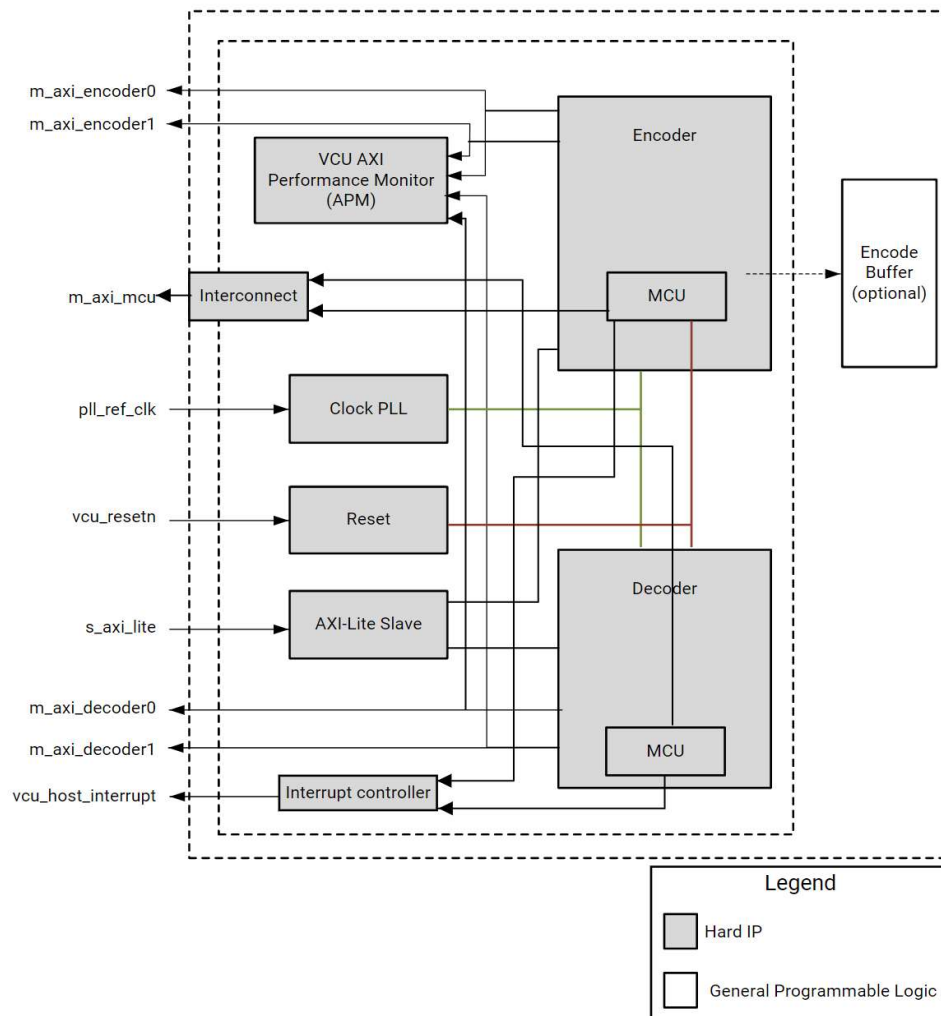 m_axi_encoder0
m_axi_encoder1
VCU AXI
Performance Monitor
(APM)
Encoder
Encode
Buffer
(optional)
m_axi_mcu
Interconnect
MCU
pll_ref_clk
Clock PLL
vcu_resetn
Reset
Decoder
s_axi_lite
AXI-Lite Slave
m_axi_decoder0
m_axi_decoder1
MCU
vcu_host_interrupt
Interrupt controller
Legend
Hard IP
General Programmable Logic